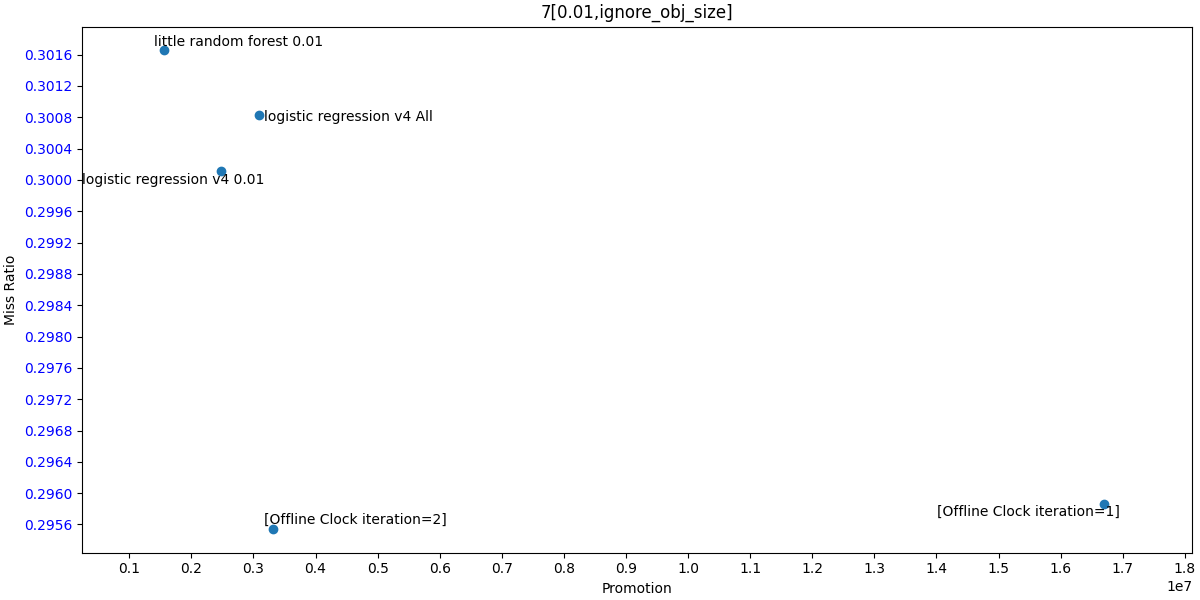 7[0.01,ignore_obj_size]
little random forest 0.01
logistic regression v4 All
logistic regression v4 0.01
[Offline Clock iteration=2]
[Offline Clock iteration=1]
Miss Ratio
0.3016
0.3012
0.3008
0.3004
0.3000
0.2996
0.2992
0.2988
0.2984
0.2980
0.2976
0.2972
0.2968
0.2964
0.2960
0.2956
0.1 0.2 0.3 0.4 0.5 0.6 0.7 0.8 0.9 1.0 1.1 1.2 1.3 1.4 1.5 1.6 1.7 1.8
1e7
Promotion